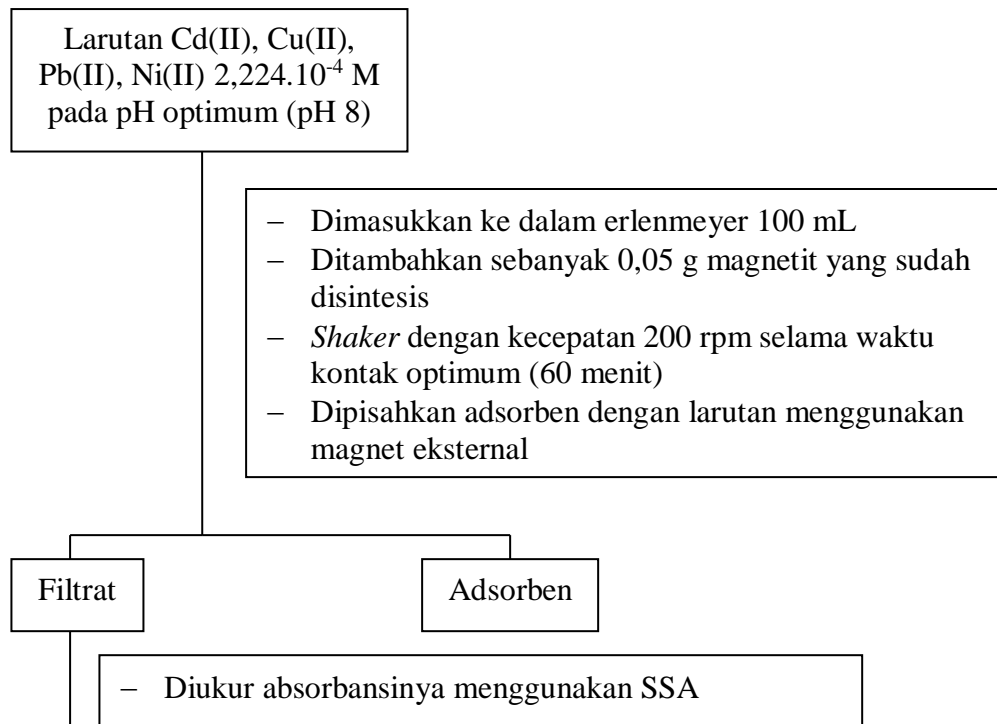 Larutan Cd(II), Cu(II),
Pb(II), Ni(II) 2,224.10⁻⁴ M
pada pH optimum (pH 8)
– Dimasukkan ke dalam erlenmeyer 100 mL
– Ditambahkan sebanyak 0,05 g magnetit yang sudah
disintesis
– Shaker dengan kecepatan 200 rpm selama waktu
kontak optimum (60 menit)
– Dipisahkan adsorben dengan larutan menggunakan
magnet eksternal
Filtrat
Adsorben
– Diukur absorbansinya menggunakan SSA